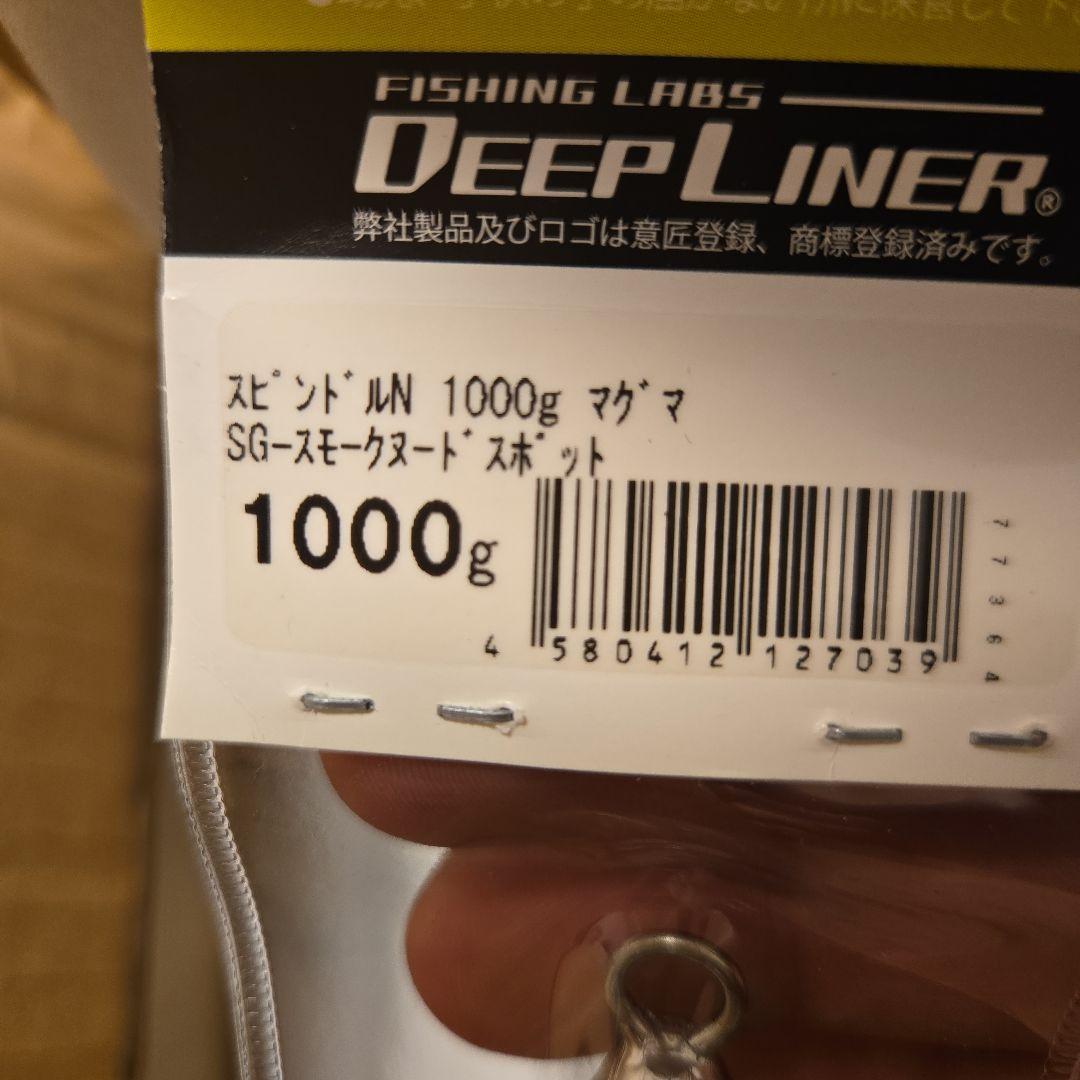 FISHING LABS
DEEP LINER®
弊社製品及びロゴは意匠登録、商標登録済みです。
スピンドルN 1000g マグマ
SG-スモークヌードスポット
1000g
4 580412 127039
77364